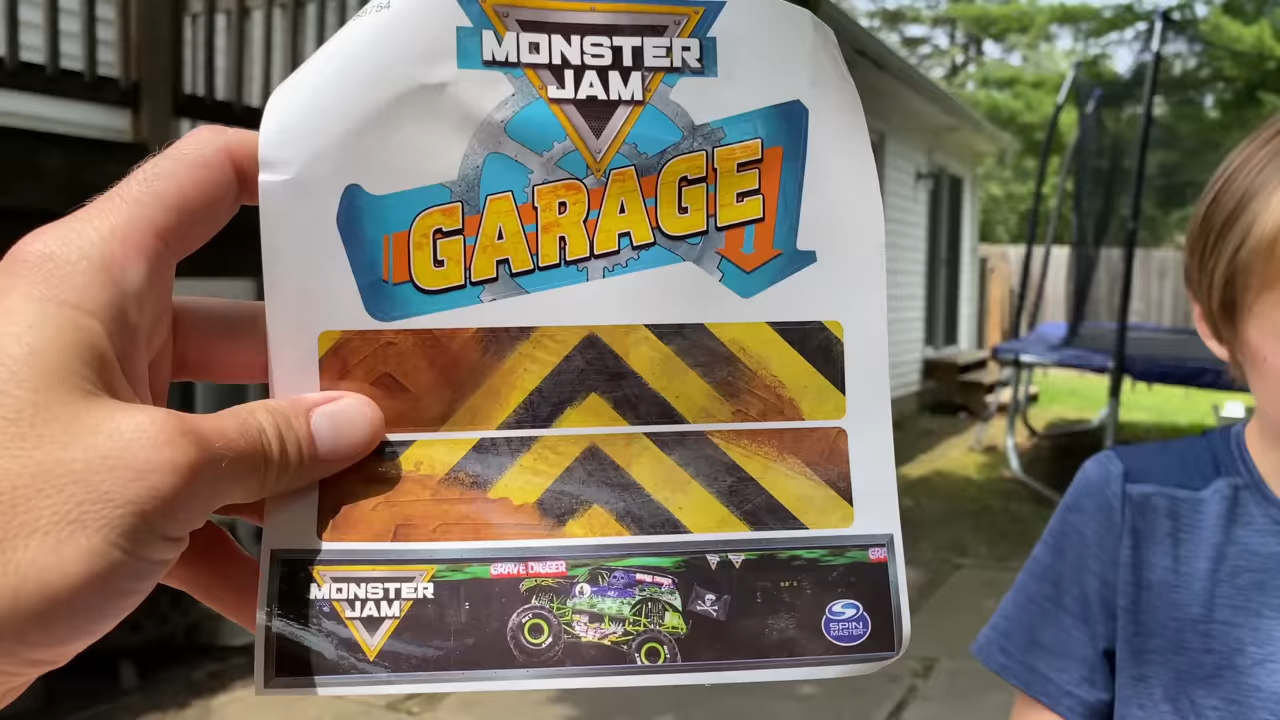 MONSTER
JAM
GARAGE
GRAVE DIGGER
MONSTER
JAM
SPIN
MASTER